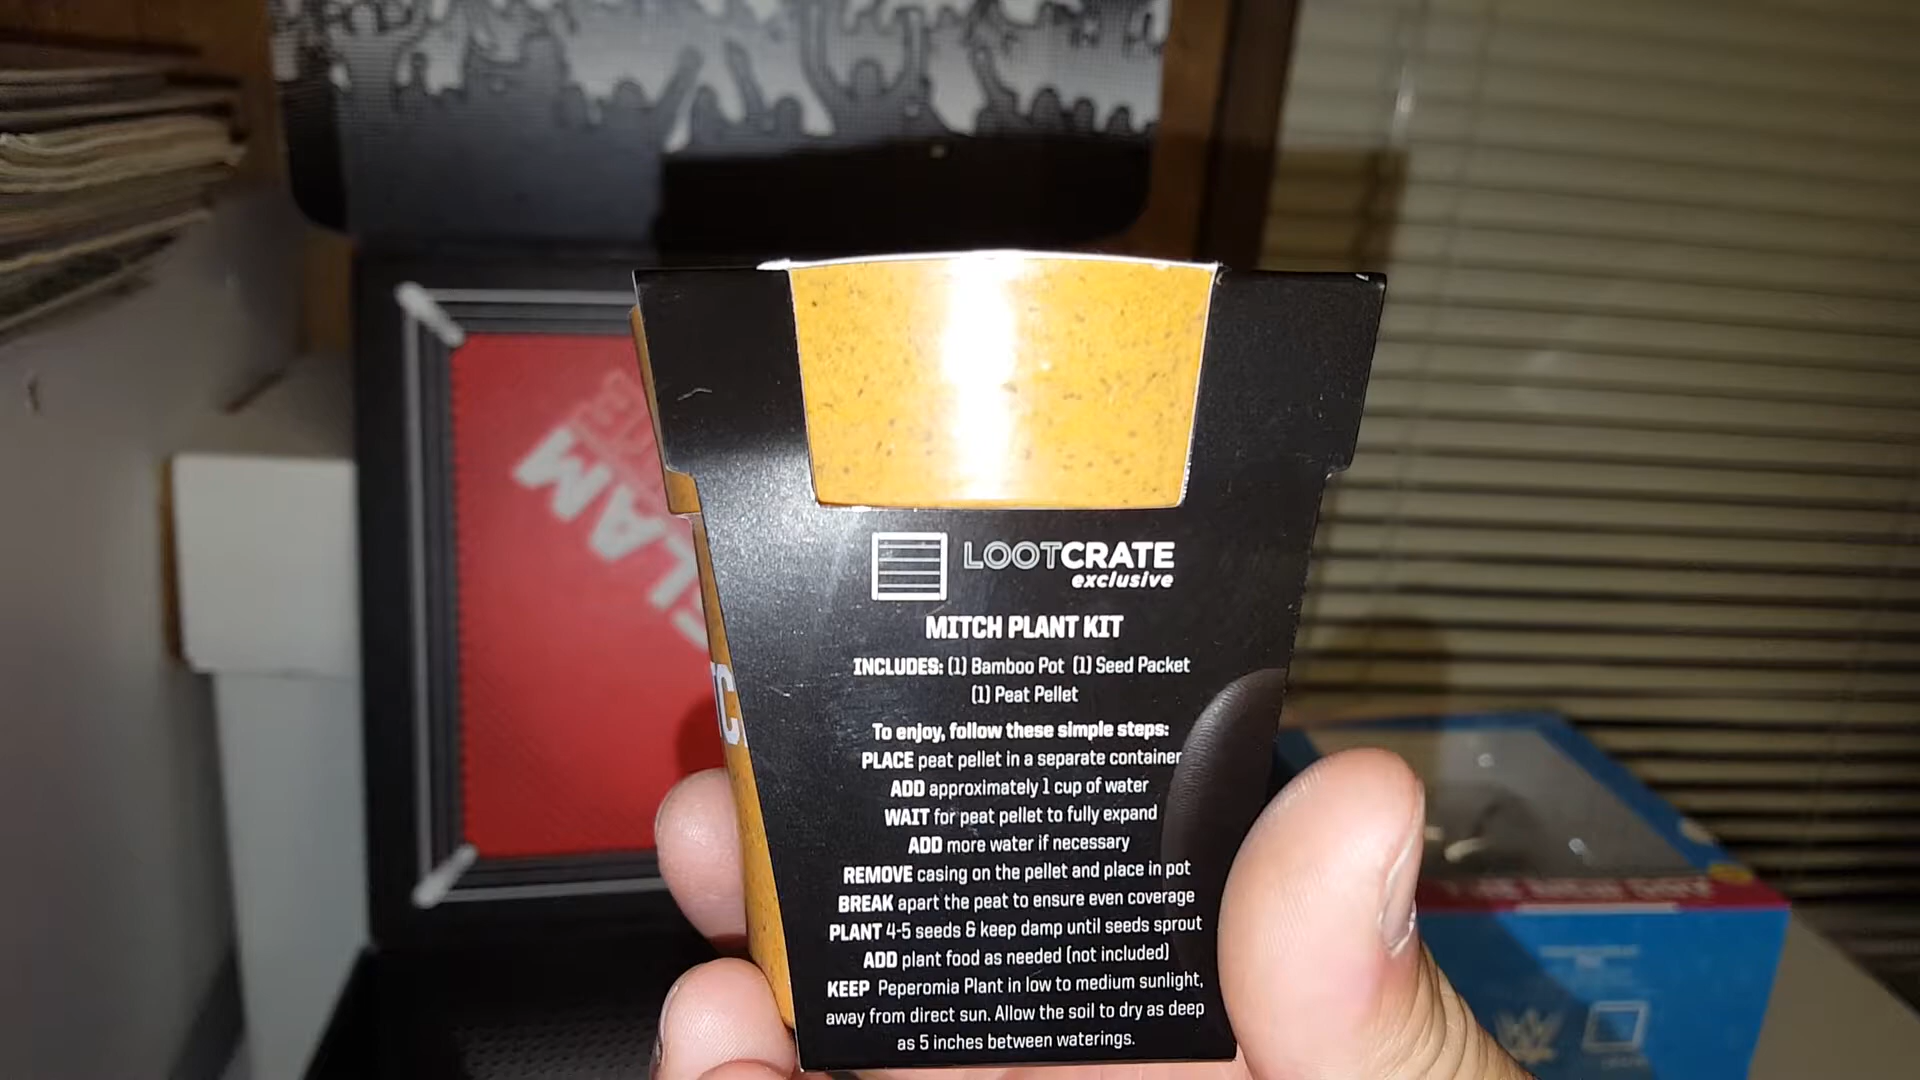 SLAM
LOOTCRATE
exclusive
MITCH PLANT KIT
INCLUDES: (1) Bamboo Pot (1) Seed Packet
(1) Peat Pellet
To enjoy, follow these simple steps:
PLACE peat pellet in a separate container
ADD approximately 1 cup of water
WAIT for peat pellet to fully expand
ADD more water if necessary
REMOVE casing on the pellet and place in pot
BREAK apart the peat to ensure even coverage
PLANT 4-5 seeds & keep damp until seeds sprout
ADD plant food as needed (not included)
KEEP Peperomia Plant in low to medium sunlight,
away from direct sun. Allow the soil to dry as deep
as 5 inches between waterings.